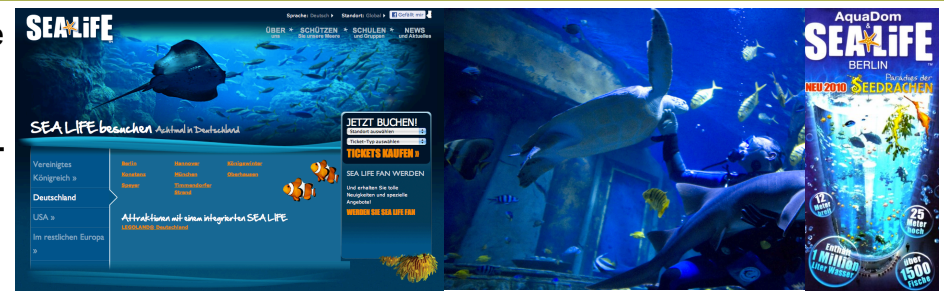 Sprache: Deutsch Standort: Global Gefällt mir
SEA LiFE
ÜBER * SCHÜTZEN * SCHULEN * NEWS
uns Sie unsere Meere und Gruppen und Aktuelles
SEA LIFE besuchen Achtmal in Deutschland
Vereinigtes
Königreich »
Deutschland
USA »
Im restlichen Europa
»
Berlin Hannover Königswinter
Konstanz München Oberhausen
Speyer Timmendorfer
Strand
Attraktionen mit einem integrierten SEA LIFE
LEGOLAND® Deutschland
JETZT BUCHEN!
Standort auswählen
Ticket-Typ auswählen
TICKETS KAUFEN »
SEA LIFE FAN WERDEN
Und erhalten Sie tolle
Neuigkeiten und spezielle
Angebote!
WERDEN SIE SEA LIFE FAN
AquaDom
&
SEA LiFE
BERLIN
™
Paradies der
NEU 2010 SEEDRACHEN
12
Meter
breit
25
Meter
hoch
Enthält
1 Million
Liter Wasser
über
1500
Fische